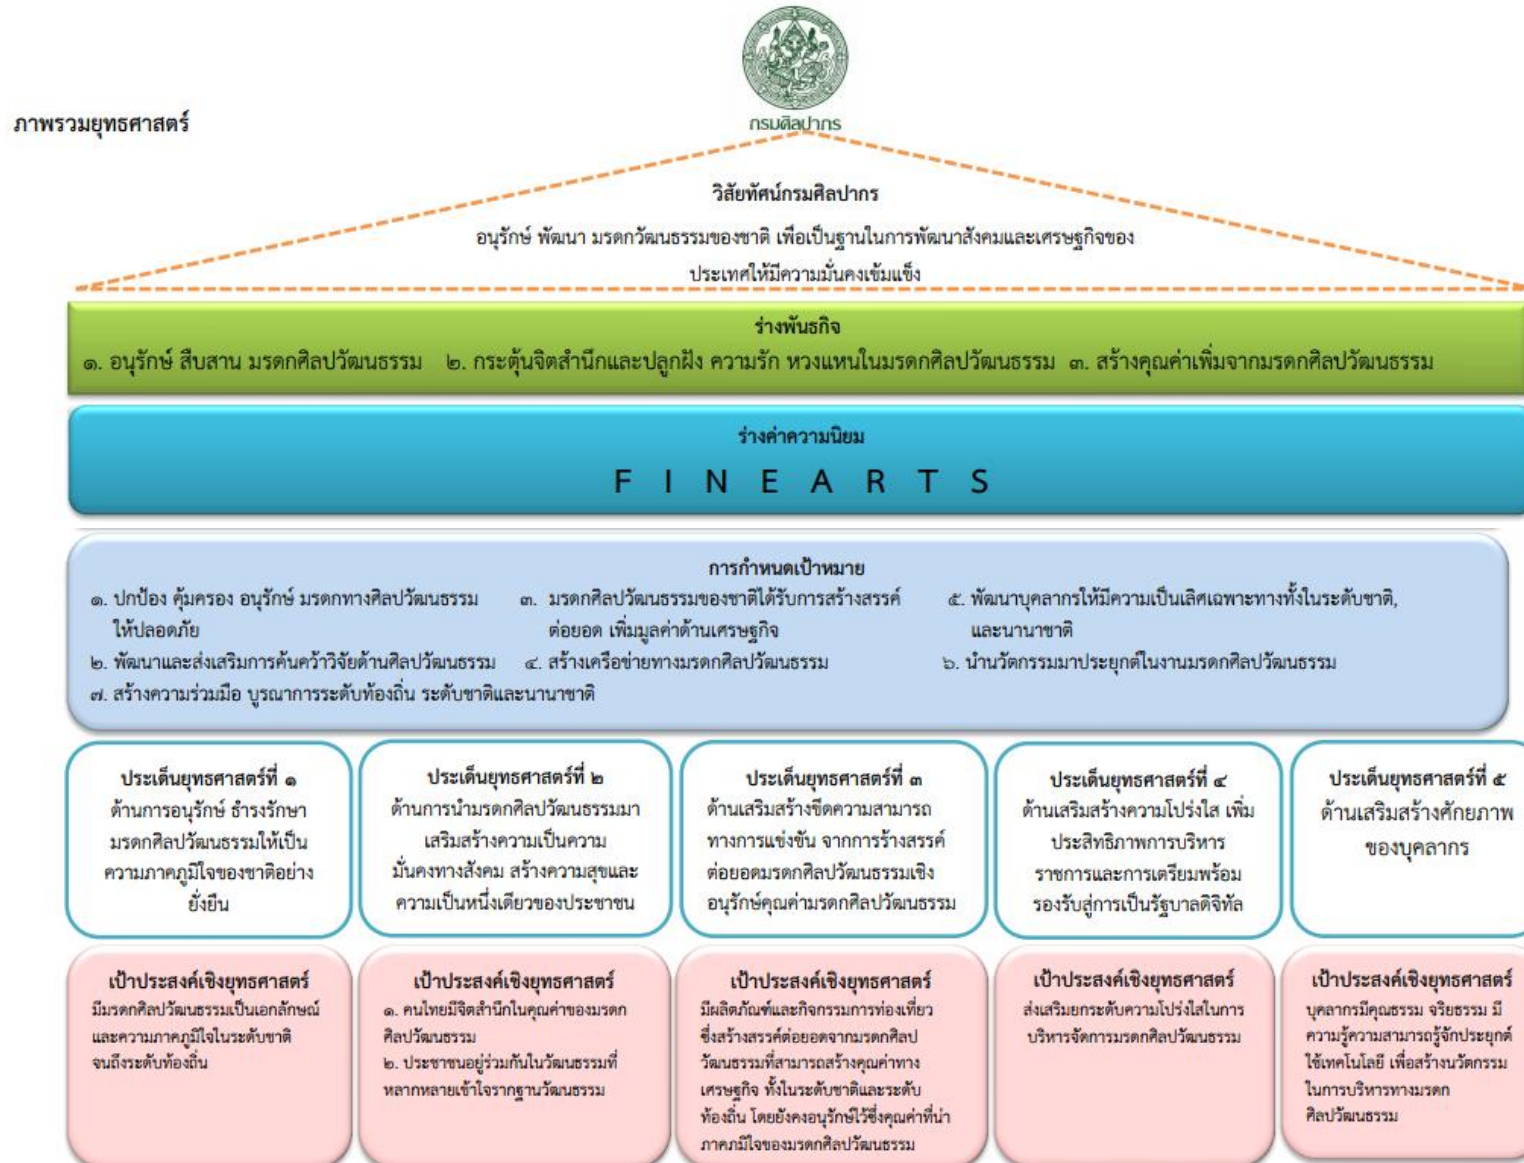 กรมศิลปากร
ภาพรวมยุทธศาสตร์
วิสัยทัศน์กรมศิลปากร
อนุรักษ์ พัฒนา มรดกวัฒนธรรมของชาติ เพื่อเป็นฐานในการพัฒนาสังคมและเศรษฐกิจของ
ประเทศให้มีความมั่นคงเข้มแข็ง
ร่างพันธกิจ
๑. อนุรักษ์ สืบสาน มรดกศิลปวัฒนธรรม ๒. กระตุ้นจิตสำนึกและปลูกฝัง ความรัก หวงแหนในมรดกศิลปวัฒนธรรม ๓. สร้างคุณค่าเพิ่มจากมรดกศิลปวัฒนธรรม
ร่างค่าความนิยม
F I N E A R T S
การกำหนดเป้าหมาย
๑. ปกป้อง คุ้มครอง อนุรักษ์ มรดกทางศิลปวัฒนธรรม
ให้ปลอดภัย
๒. พัฒนาและส่งเสริมการค้นคว้าวิจัยด้านศิลปวัฒนธรรม
๓. มรดกศิลปวัฒนธรรมของชาติได้รับการสร้างสรรค์
ต่อยอด เพิ่มมูลค่าด้านเศรษฐกิจ
๔. สร้างเครือข่ายทางมรดกศิลปวัฒนธรรม
๕. พัฒนาบุคลากรให้มีความเป็นเลิศเฉพาะทางทั้งในระดับชาติ,
และนานาชาติ
๖. นำนวัตกรรมมาประยุกต์ในงานมรดกศิลปวัฒนธรรม
๗. สร้างความร่วมมือ บูรณาการระดับท้องถิ่น ระดับชาติและนานาชาติ
ประเด็นยุทธศาสตร์ที่ ๑
ด้านการอนุรักษ์ ธำรงรักษา
มรดกศิลปวัฒนธรรมให้เป็น
ความภาคภูมิใจของชาติอย่าง
ยั่งยืน
ประเด็นยุทธศาสตร์ที่ ๒
ด้านการนำมรดกศิลปวัฒนธรรมมา
เสริมสร้างความเป็นความ
มั่นคงทางสังคม สร้างความสุขและ
ความเป็นหนึ่งเดียวของประชาชน
ประเด็นยุทธศาสตร์ที่ ๓
ด้านเสริมสร้างขีดความสามารถ
ทางการแข่งขัน จากการร้างสรรค์
ต่อยอดมรดกศิลปวัฒนธรรมเชิง
อนุรักษ์คุณค่ามรดกศิลปวัฒนธรรม
ประเด็นยุทธศาสตร์ที่ ๔
ด้านเสริมสร้างความโปร่งใส เพิ่ม
ประสิทธิภาพการบริหาร
ราชการและการเตรียมพร้อม
รองรับสู่การเป็นรัฐบาลดิจิทัล
ประเด็นยุทธศาสตร์ที่ ๕
ด้านเสริมสร้างศักยภาพ
ของบุคลากร
เป้าประสงค์เชิงยุทธศาสตร์
มีมรดกศิลปวัฒนธรรมเป็นเอกลักษณ์
และความภาคภูมิใจในระดับชาติ
จนถึงระดับท้องถิ่น
เป้าประสงค์เชิงยุทธศาสตร์
๑. คนไทยมีจิตสำนึกในคุณค่าของมรดก
ศิลปวัฒนธรรม
๒. ประชาชนอยู่ร่วมกันในวัฒนธรรมที่
หลากหลายเข้าใจรากฐานวัฒนธรรม
เป้าประสงค์เชิงยุทธศาสตร์
มีผลิตภัณฑ์และกิจกรรมการท่องเที่ยว
ซึ่งสร้างสรรค์ต่อยอดจากมรดกศิลป
วัฒนธรรมที่สามารถสร้างคุณค่าทาง
เศรษฐกิจ ทั้งในระดับชาติและระดับ
ท้องถิ่น โดยยังคงอนุรักษ์ไว้ซึ่งคุณค่าที่น่า
ภาคภมิใจของมรดกศิลปวัฒนธรรม
เป้าประสงค์เชิงยุทธศาสตร์
ส่งเสริมยกระดับความโปร่งใสในการ
บริหารจัดการมรดกศิลปวัฒนธรรม
เป้าประสงค์เชิงยุทธศาสตร์
บุคลากรมีคุณธรรม จริยธรรม มี
ความรู้ความสามารถรู้จักประยุกต์
ใช้เทคโนโลยี เพื่อสร้างนวัตกรรม
ในการบริหารทางมรดก
ศิลปวัฒนธรรม